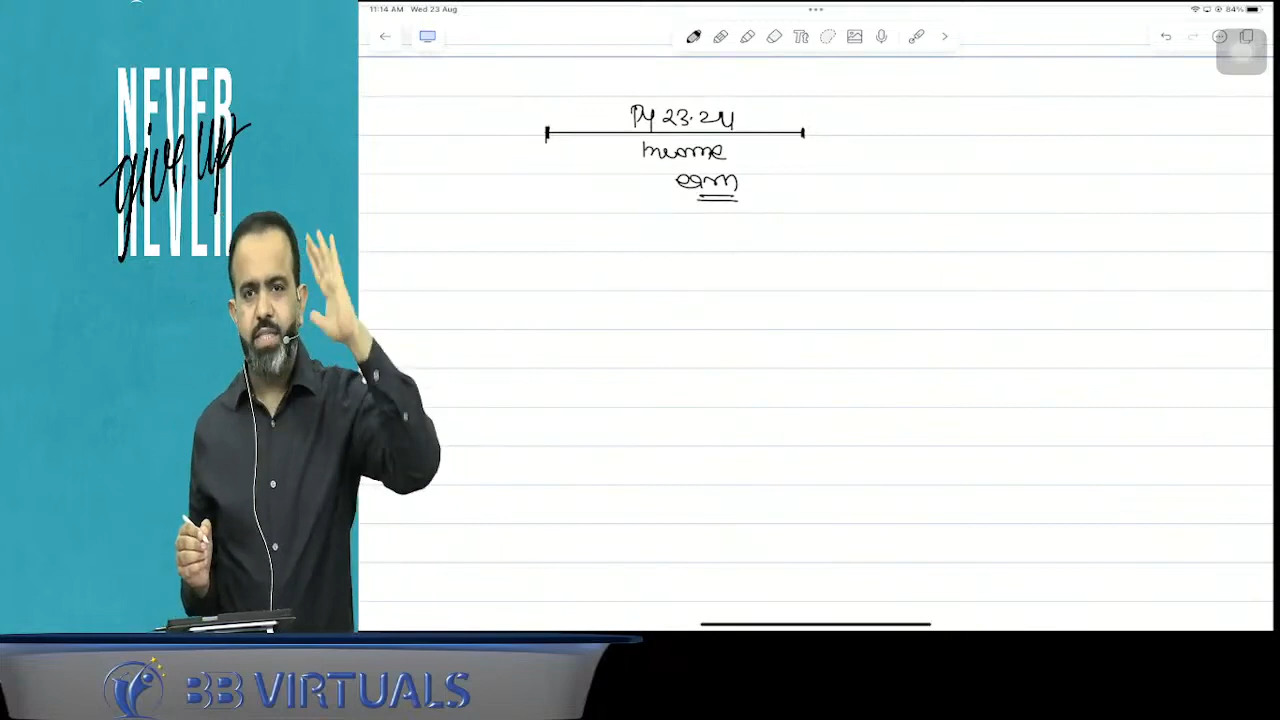 11:14 AM Wed 23 Aug
84%
NEVER
give up
NEVER
PY 23.24
Income
earn
BB VIRTUALS